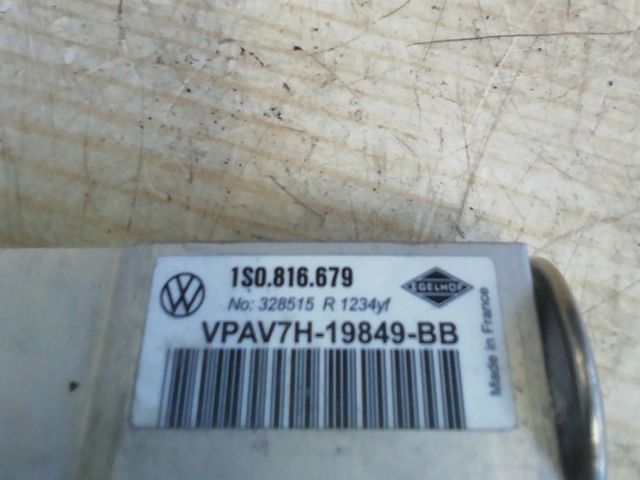 1S0.816.679
EGELHOF
No: 328515 R 1234yf
VPAV7H-19849-BB
Made in France